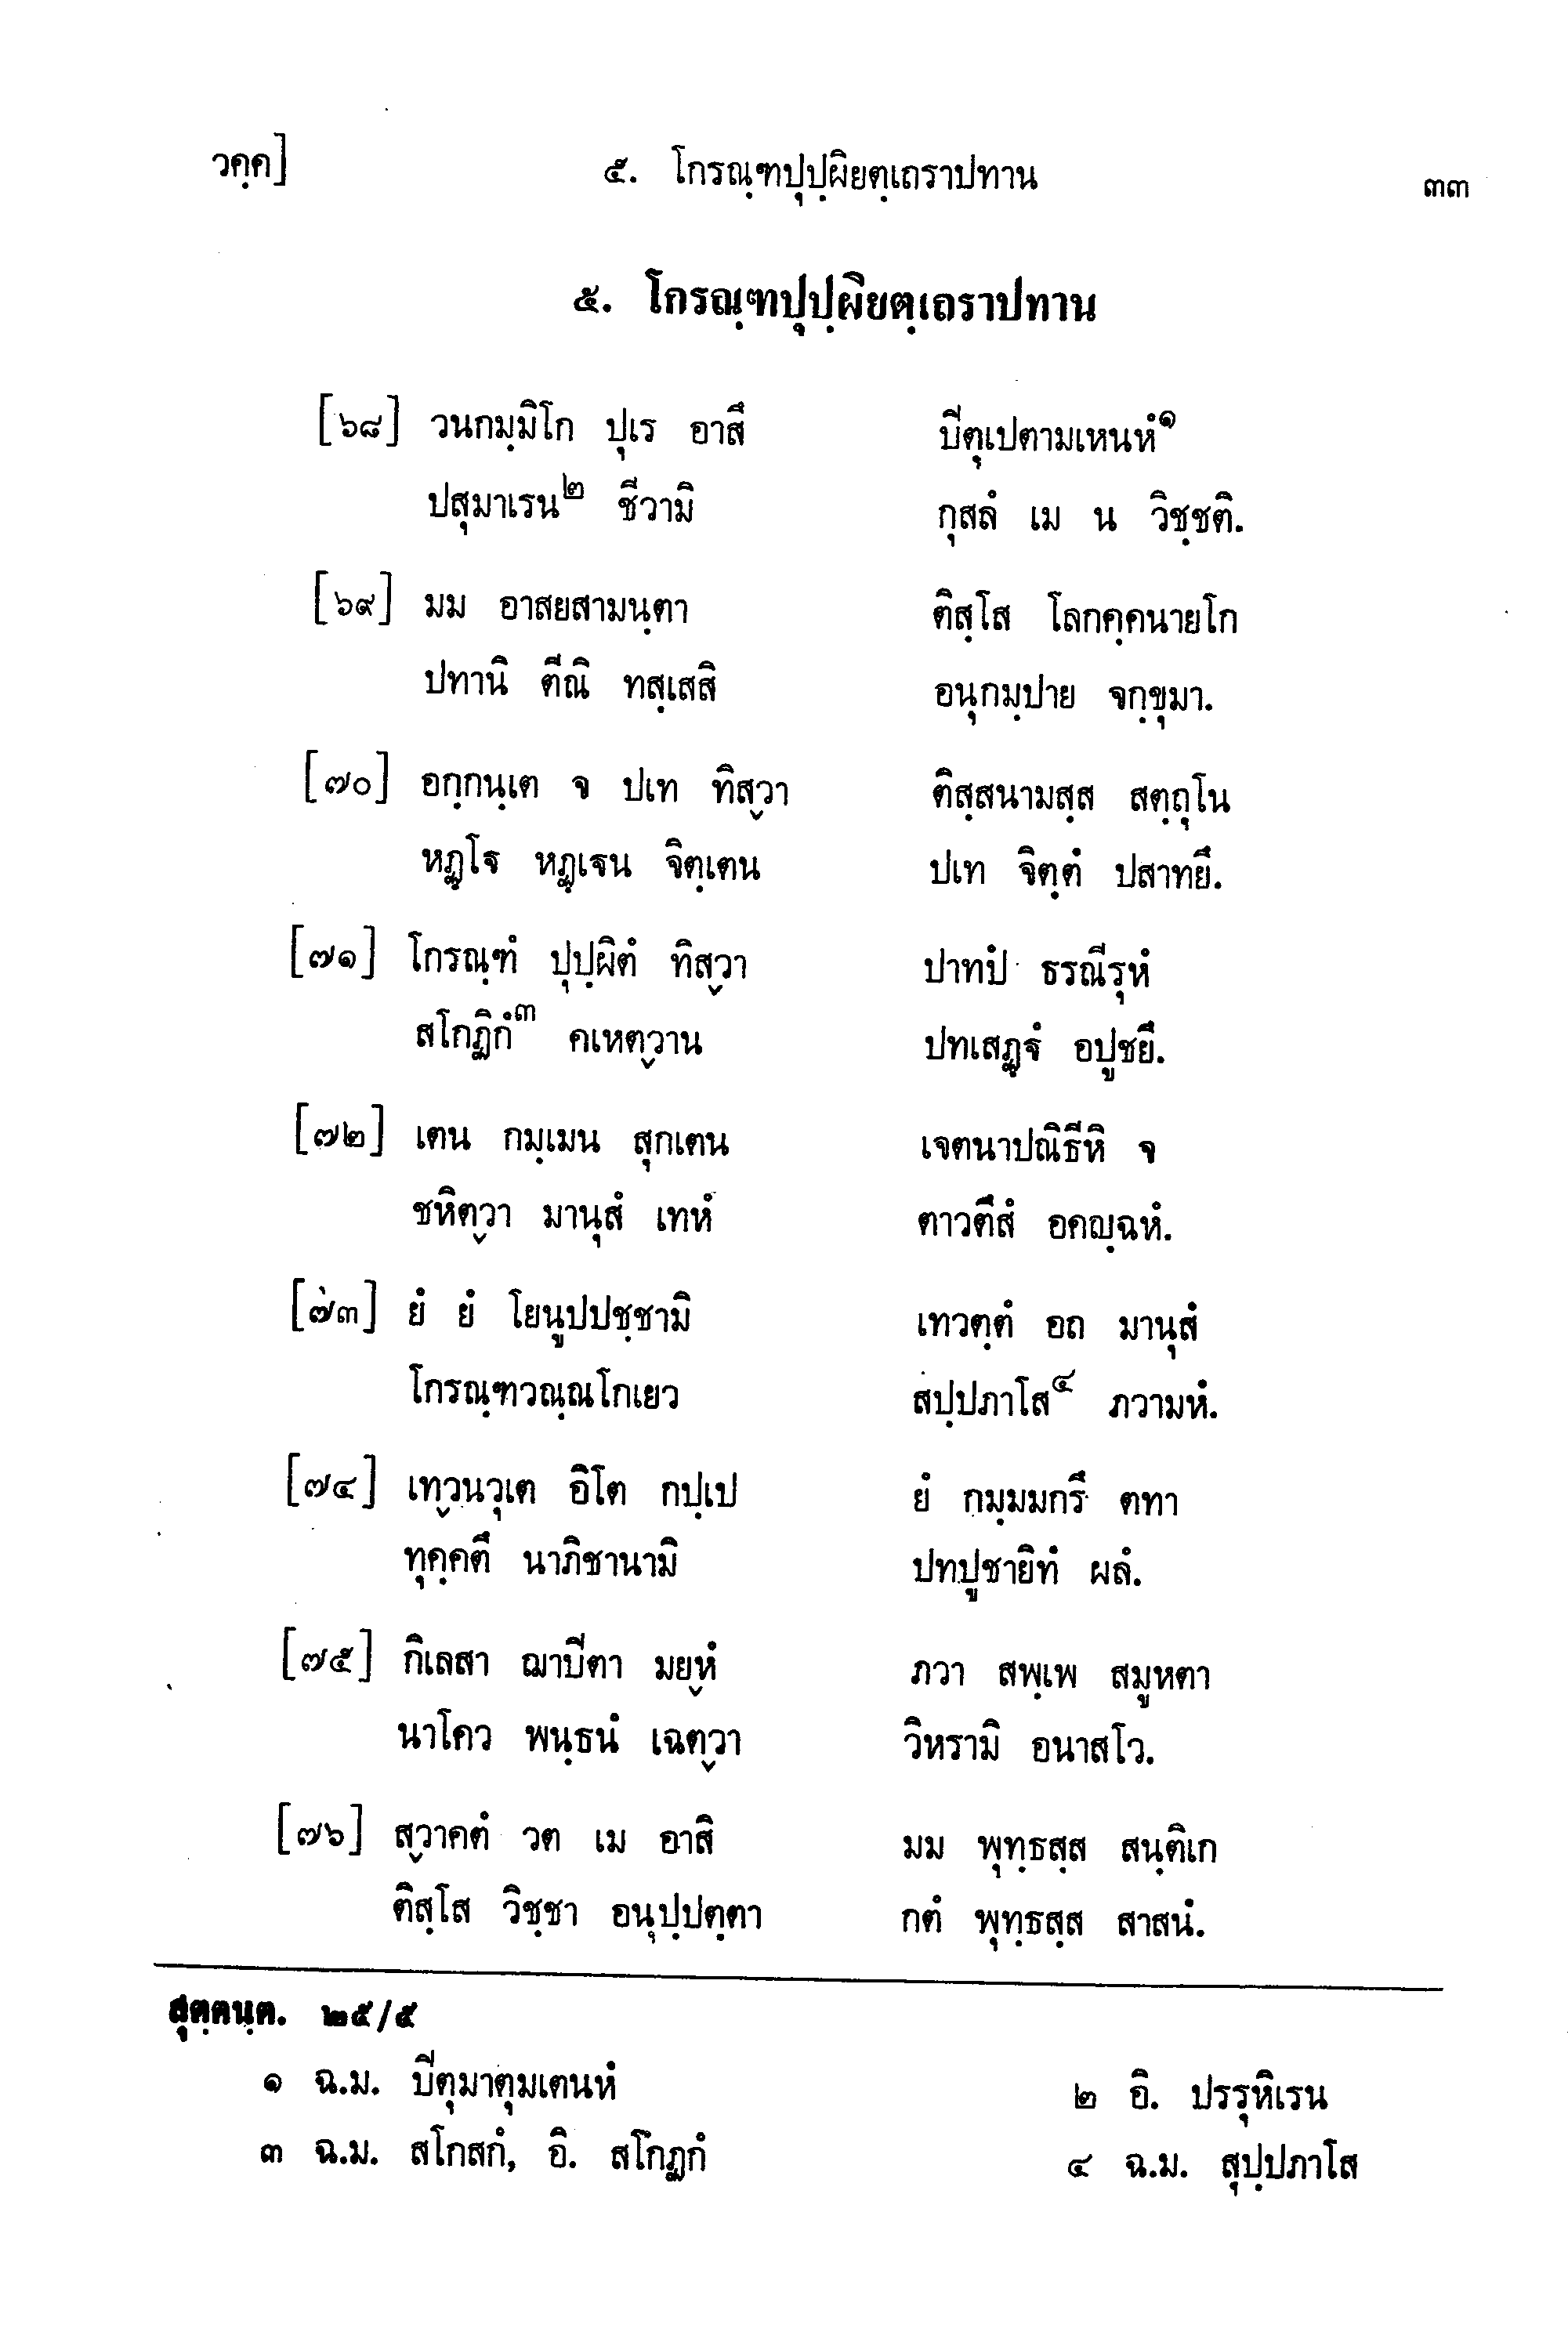 วคฺค] ๕. โกรณฺฑปุปฺผิยตฺเถราปทาน ๓๓
๕. โกรณฺฑปุปฺผิยตฺเถราปทาน
[๖๘] วนกมฺมิโก ปุเร อาสึ ปีตุเปตามเหนหํ๑
ปสุมาเรน๒ ชีวามิ กุสลํ เม น วิชฺชติ.
[๖๙] มม อาสยสามนฺตา ติสฺโส โลกคฺคนายโก
ปทานิ ตีณิ ทสฺเสสิ อนุกมฺปาย จกฺขุมา.
[๗๐] อกฺกนฺเต จ ปเท ทิสฺวา ติสฺสนามสฺส สตฺถุโน
หฏฺโฐ หฏฺเฐน จิตฺเตน ปเท จิตฺตํ ปสาทยึ.
[๗๑] โกรณฺฑํ ปุปฺผิตํ ทิสฺวา ปาทปํ ธรณีรุหํ
สโกฏิกํ๓ คเหตฺวาน ปทเสฏฺฐํ อปูชยึ.
[๗๒] เตน กมฺเมน สุกเตน เจตนาปณิธีหิ จ
ชหิตฺวา มานุสํ เทหํ ตาวตึสํ อคญฺฉหํ.
[๗๓] ยํ ยํ โยนูปปชฺชามิ เทวตฺตํ อถ มานุสํ
โกรณฺฑวณฺณโกเยว สปฺปภาโส๔ ภวามหํ.
[๗๔] เทฺวนวุเต อิโต กปฺเป ยํ กมฺมมกรึ ตทา
ทุคฺคตึ นาภิชานามิ ปทปูชายิทํ ผลํ.
[๗๕] กิเลสา ฌาปีตา มยฺหํ ภวา สพฺเพ สมูหตา
นาโคว พนฺธนํ เฉตฺวา วิหรามิ อนาสโว.
[๗๖] สฺวาคตํ วต เม อาสิ มม พุทฺธสฺส สนฺติเก
ติสฺโส วิชฺชา อนุปฺปตฺตา กตํ พุทฺธสฺส สาสนํ.
สุตฺตนฺต. ๒๕/๕
๑ ฉ.ม. ปีตุมาตุมเตนหํ ๒ อิ. ปรรุหิเรน
๓ ฉ.ม. สโกสกํ, อิ. สโกฏกํ ๔ ฉ.ม. สุปฺปภาโส